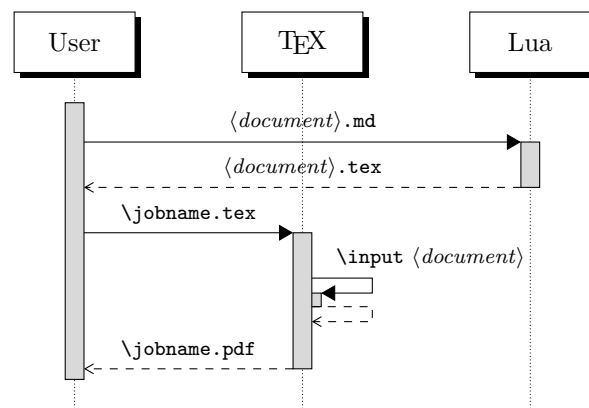 User TEX Lua
⟨document⟩.md
⟨document⟩.tex
\jobname.tex
\input ⟨document⟩
\jobname.pdf